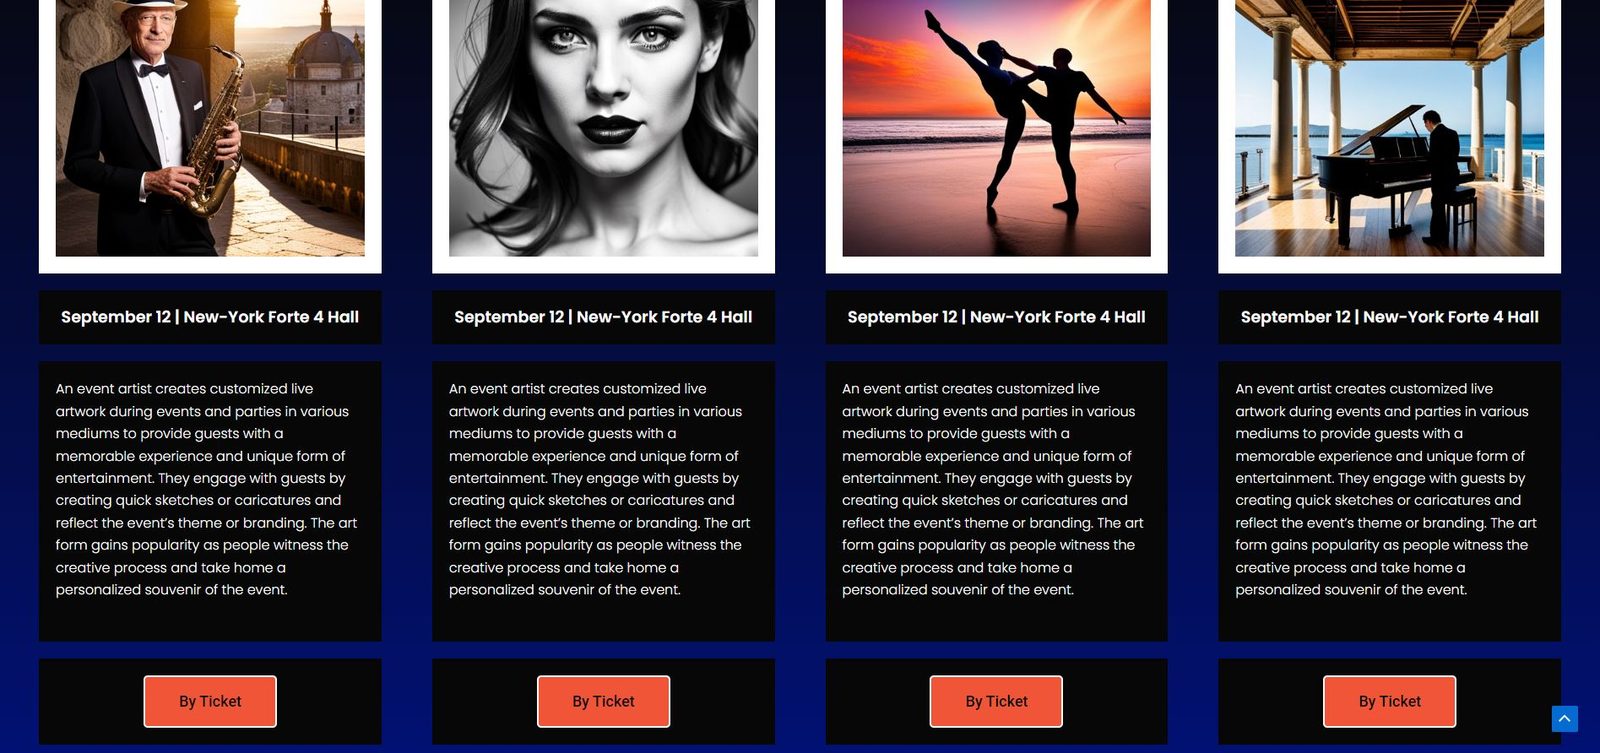 September 12 | New-York Forte 4 Hall
An event artist creates customized live
artwork during events and parties in various
mediums to provide guests with a
memorable experience and unique form of
entertainment. They engage with guests by
creating quick sketches or caricatures and
reflect the event’s theme or branding. The art
form gains popularity as people witness the
creative process and take home a
personalized souvenir of the event.
By Ticket
September 12 | New-York Forte 4 Hall
An event artist creates customized live
artwork during events and parties in various
mediums to provide guests with a
memorable experience and unique form of
entertainment. They engage with guests by
creating quick sketches or caricatures and
reflect the event’s theme or branding. The art
form gains popularity as people witness the
creative process and take home a
personalized souvenir of the event.
By Ticket
September 12 | New-York Forte 4 Hall
An event artist creates customized live
artwork during events and parties in various
mediums to provide guests with a
memorable experience and unique form of
entertainment. They engage with guests by
creating quick sketches or caricatures and
reflect the event’s theme or branding. The art
form gains popularity as people witness the
creative process and take home a
personalized souvenir of the event.
By Ticket
September 12 | New-York Forte 4 Hall
An event artist creates customized live
artwork during events and parties in various
mediums to provide guests with a
memorable experience and unique form of
entertainment. They engage with guests by
creating quick sketches or caricatures and
reflect the event’s theme or branding. The art
form gains popularity as people witness the
creative process and take home a
personalized souvenir of the event.
By Ticket